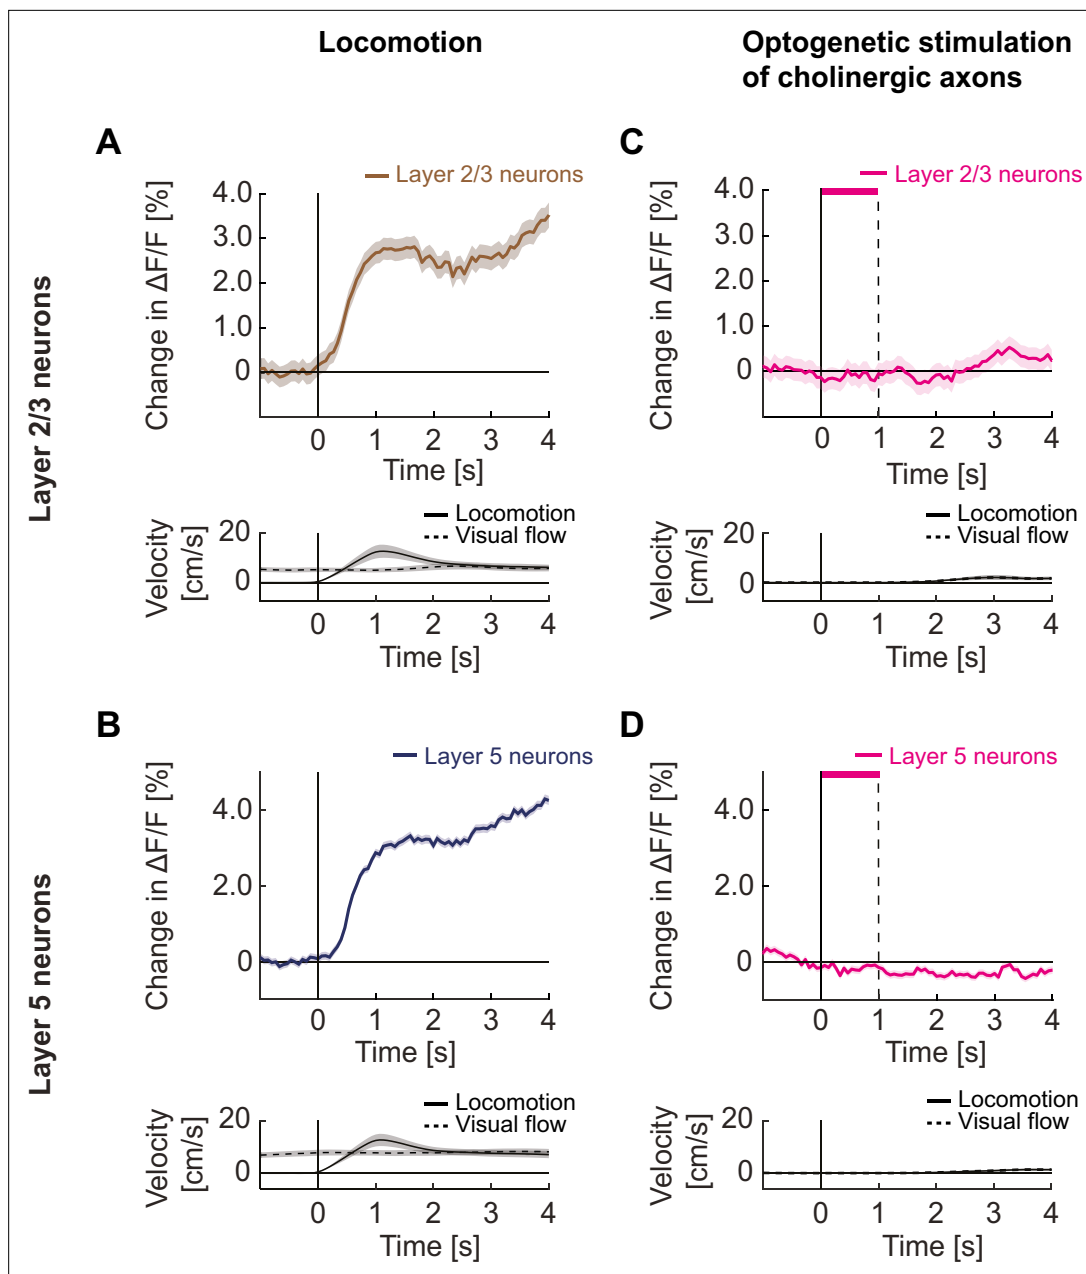 Locomotion
Optogenetic stimulation
of cholinergic axons
Layer 2/3 neurons
A
Layer 2/3 neurons
Change in ΔF/F [%]
4.0
3.0
2.0
1.0
0
0 1 2 3 4
Time [s]
Locomotion
Visual flow
Velocity
[cm/s]
20
0
0 1 2 3 4
Time [s]
C
Layer 2/3 neurons
Change in ΔF/F [%]
4.0
3.0
2.0
1.0
0
0 1 2 3 4
Time [s]
Locomotion
Visual flow
Velocity
[cm/s]
20
0
0 1 2 3 4
Time [s]
Layer 5 neurons
B
Layer 5 neurons
Change in ΔF/F [%]
4.0
2.0
0
0 1 2 3 4
Time [s]
Locomotion
Visual flow
Velocity
[cm/s]
20
0
0 1 2 3 4
Time [s]
D
Layer 5 neurons
Change in ΔF/F [%]
4.0
2.0
0
0 1 2 3 4
Time [s]
Locomotion
Visual flow
Velocity
[cm/s]
20
0
0 1 2 3 4
Time [s]